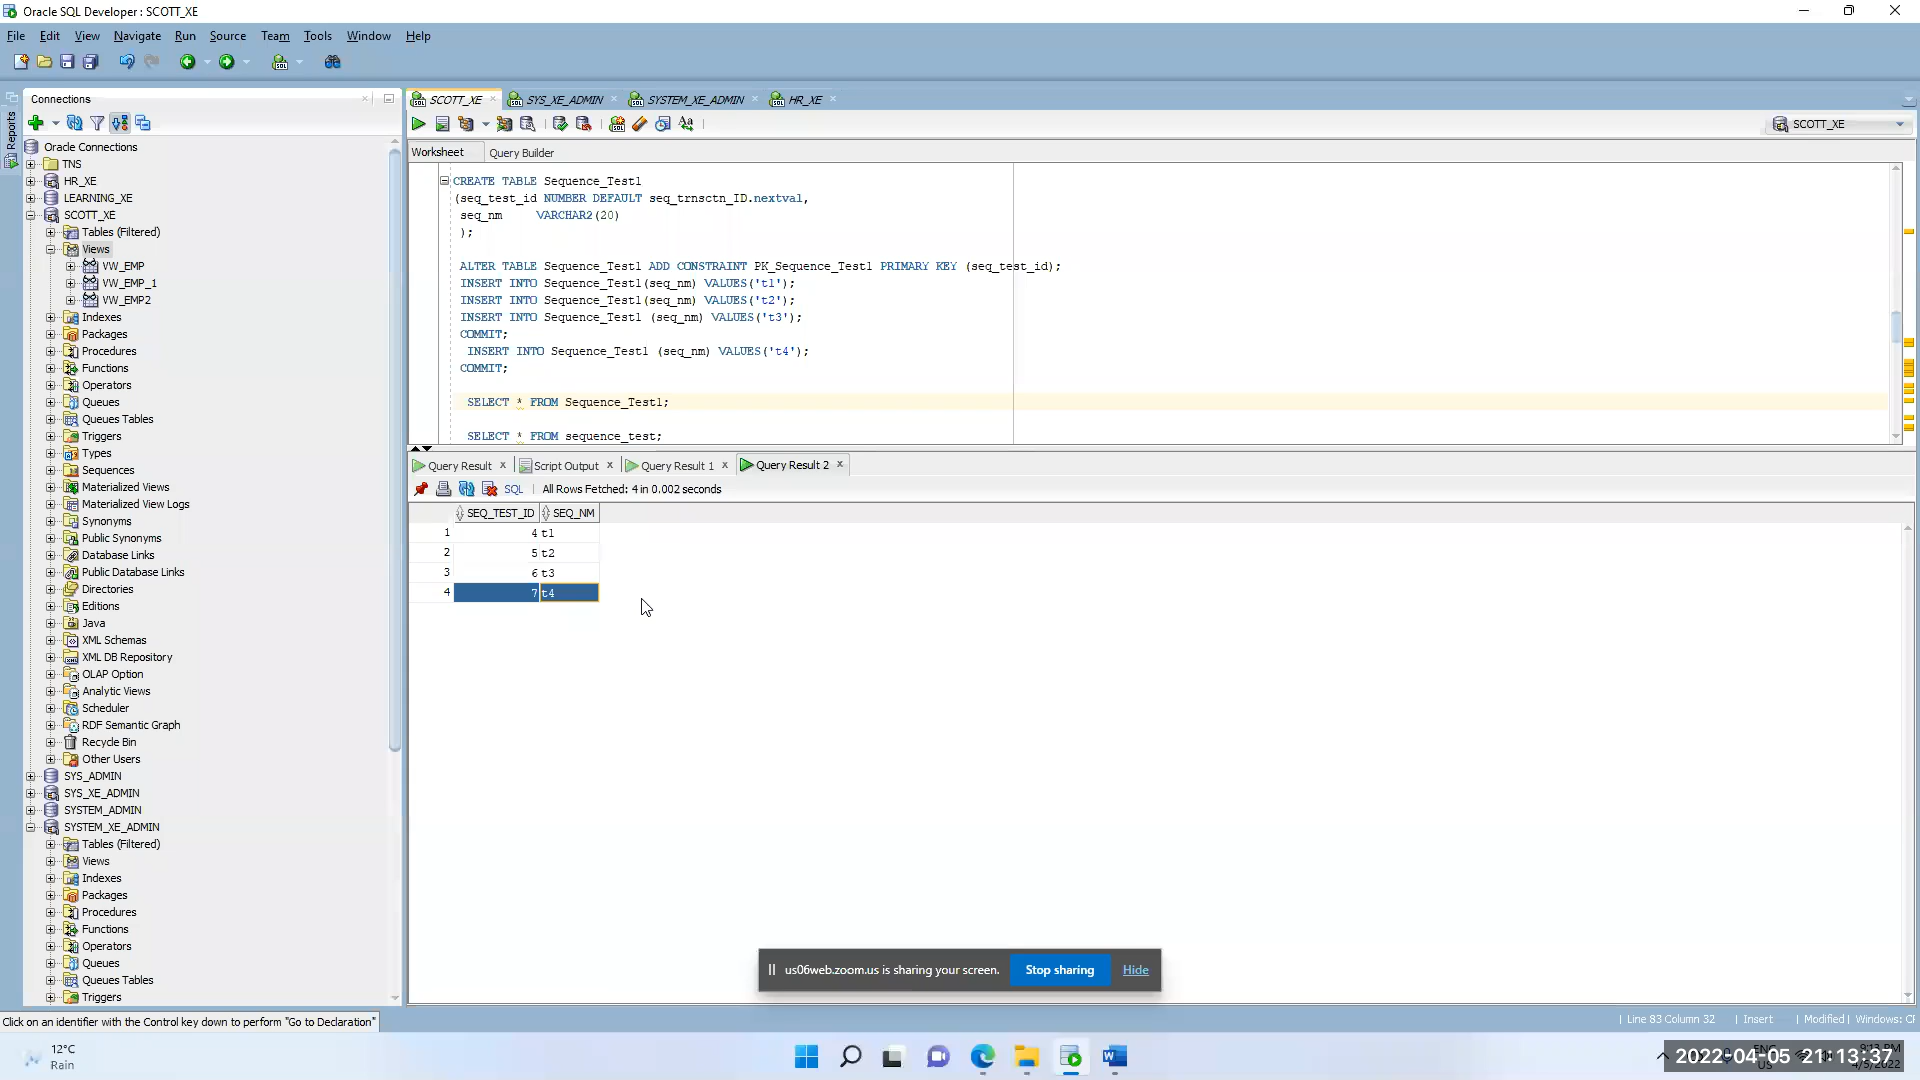 Oracle SQL Developer : SCOTT_XE
File Edit View Navigate Run Source Team Tools Window Help
Connections
Reports
Oracle Connections
TNS
HR_XE
LEARNING_XE
SCOTT_XE
Tables (Filtered)
Views
VW_EMP
VW_EMP_1
VW_EMP2
Indexes
Packages
Procedures
Functions
Operators
Queues
Queues Tables
Triggers
Types
Sequences
Materialized Views
Materialized View Logs
Synonyms
Public Synonyms
Database Links
Public Database Links
Directories
Editions
Java
XML Schemas
XML DB Repository
OLAP Option
Analytic Views
Scheduler
RDF Semantic Graph
Recycle Bin
Other Users
SYS_ADMIN
SYS_XE_ADMIN
SYSTEM_ADMIN
SYSTEM_XE_ADMIN
Tables (Filtered)
Views
Indexes
Packages
Procedures
Functions
Operators
Queues
Queues Tables
Triggers
SCOTT_XE SYS_XE_ADMIN SYSTEM_XE_ADMIN HR_XE
SCOTT_XE
Worksheet Query Builder
CREATE TABLE Sequence_Test1
(seq_test_id NUMBER DEFAULT seq_trnsctn_ID.nextval,
seq_nm VARCHAR2(20)
);
ALTER TABLE Sequence_Test1 ADD CONSTRAINT PK_Sequence_Test1 PRIMARY KEY (seq_test_id);
INSERT INTO Sequence_Test1(seq_nm) VALUES('t1');
INSERT INTO Sequence_Test1(seq_nm) VALUES('t2');
INSERT INTO Sequence_Test1 (seq_nm) VALUES('t3');
COMMIT;
INSERT INTO Sequence_Test1 (seq_nm) VALUES('t4');
COMMIT;
SELECT * FROM Sequence_Test1;
SELECT * FROM sequence_test;
Query Result Script Output Query Result 1 Query Result 2
SQL All Rows Fetched: 4 in 0.002 seconds
SEQ_TEST_ID SEQ_NM
1 4 t1
2 5 t2
3 6 t3
4 7 t4
us06web.zoom.us is sharing your screen. Stop sharing Hide
Click on an identifier with the Control key down to perform "Go to Declaration"
Line 83 Column 32 Insert Modified Windows:
12°C
Rain
2022-04-05 21:13:37